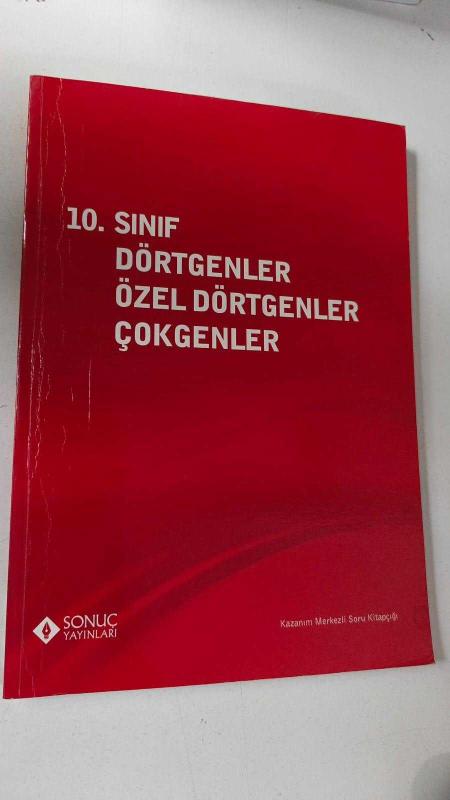 10. SINIF
DÖRTGENLER
ÖZEL DÖRTGENLER
ÇOKGENLER
SONUÇ
YAYINLARI
Kazanım Merkezli Soru Kitapçığı